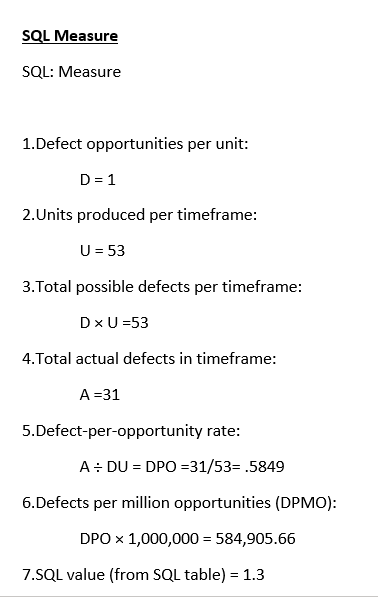 SQL Measure
SQL: Measure
1.Defect opportunities per unit:
D = 1
2.Units produced per timeframe:
U = 53
3.Total possible defects per timeframe:
D × U =53
4.Total actual defects in timeframe:
A =31
5.Defect-per-opportunity rate:
A ÷ DU = DPO =31/53= .5849
6.Defects per million opportunities (DPMO):
DPO × 1,000,000 = 584,905.66
7.SQL value (from SQL table) = 1.3